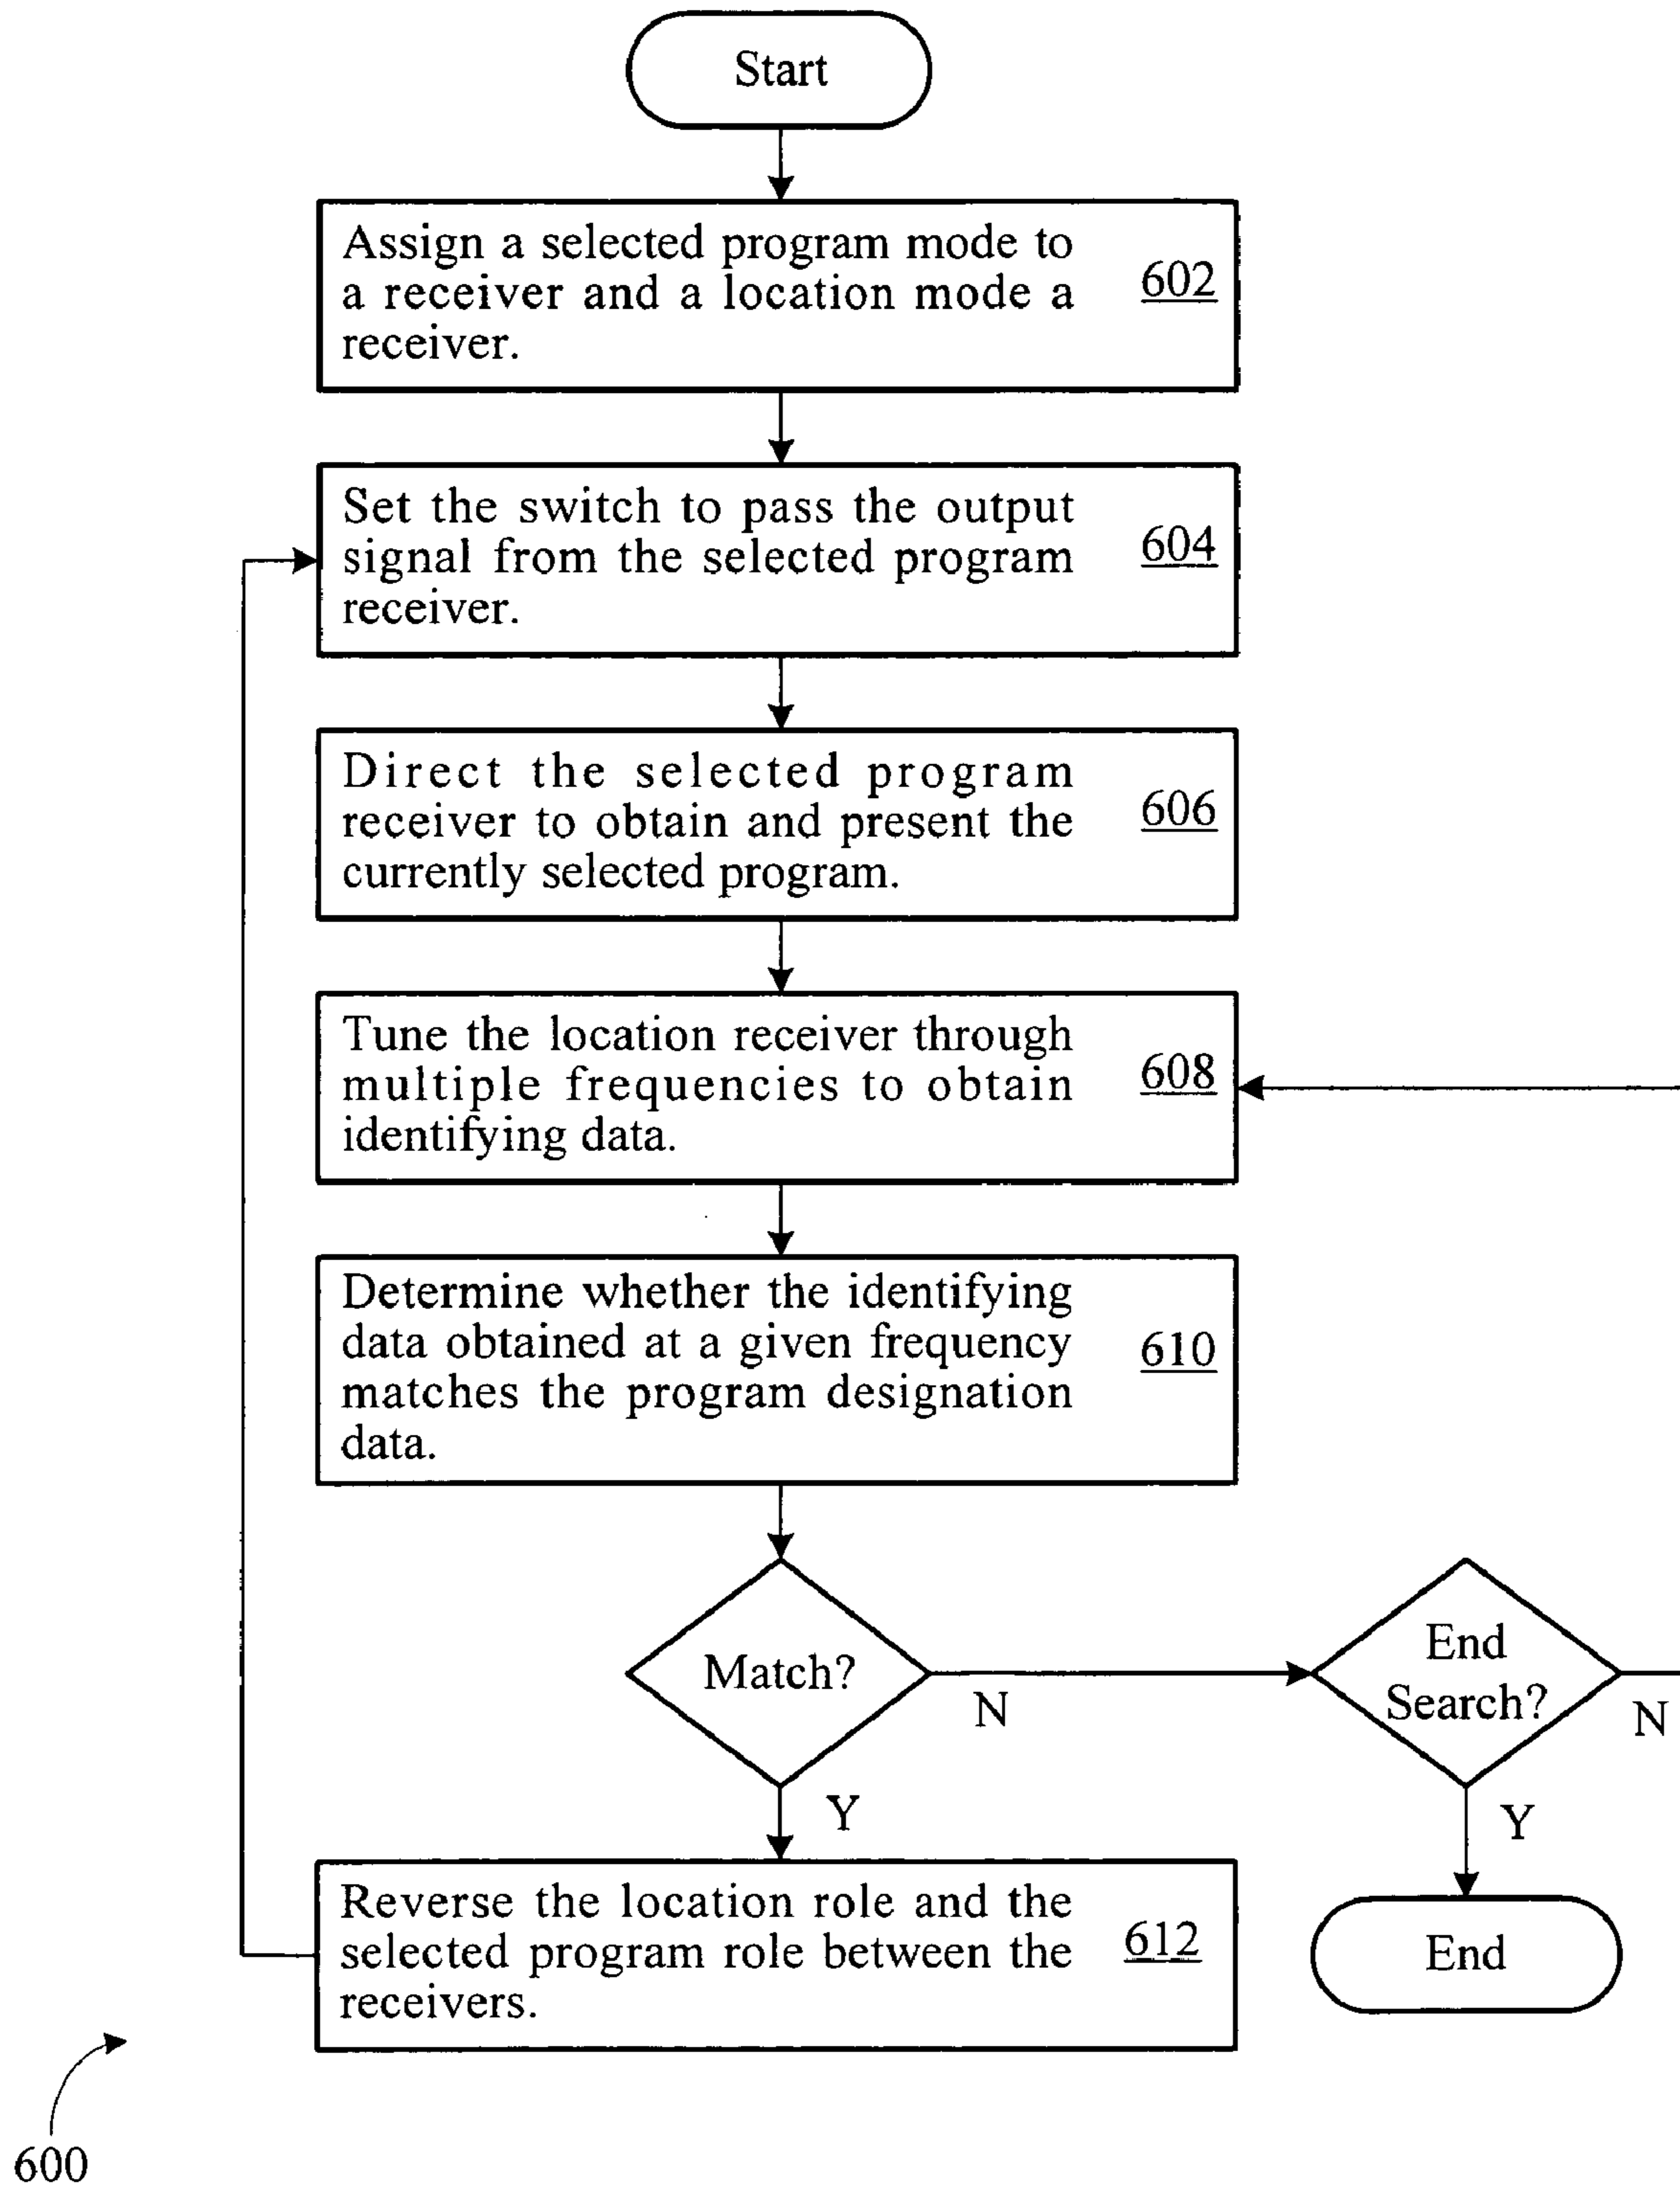 Start
Assign a selected program mode to
a receiver and a location mode a
receiver.
602
Set the switch to pass the output
signal from the selected program
receiver.
604
Direct the selected program
receiver to obtain and present the
currently selected program.
606
Tune the location receiver through
multiple frequencies to obtain
identifying data.
608
Determine whether the identifying
data obtained at a given frequency
matches the program designation
data.
610
Match?
N
End
Search?
N
Y
Y
Reverse the location role and the
selected program role between the
receivers.
612
End
600